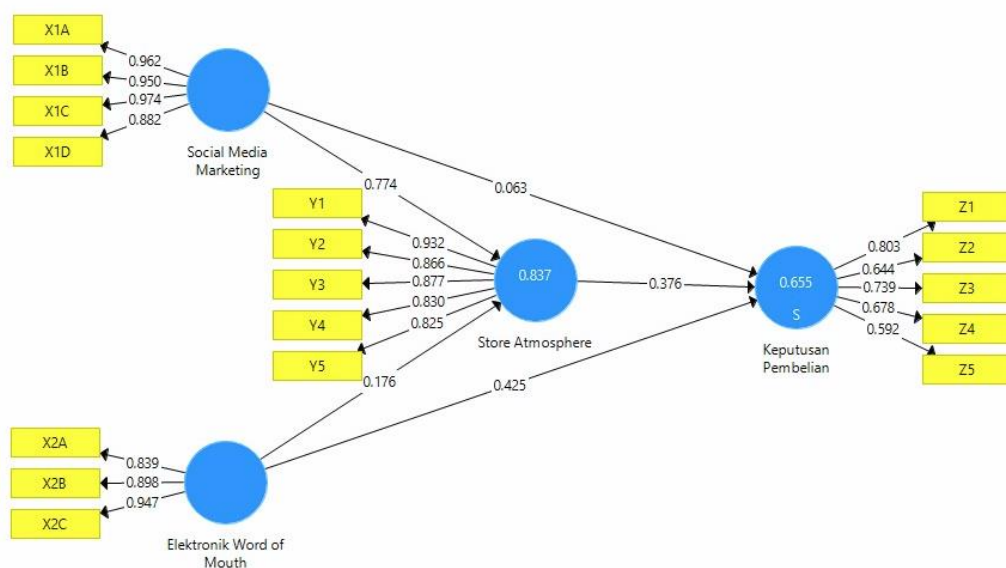 X1A
X1B
X1C
X1D
0.962
0.950
0.974
0.882
Social Media
Marketing
0.774
0.063
Y1
Y2
Y3
Y4
Y5
0.932
0.866
0.877
0.830
0.825
0.837
Store Atmosphere
0.376
0.176
0.425
0.655
S
Keputusan
Pembelian
0.803
0.644
0.739
0.678
0.592
Z1
Z2
Z3
Z4
Z5
X2A
X2B
X2C
0.839
0.898
0.947
Elektronik Word of
Mouth